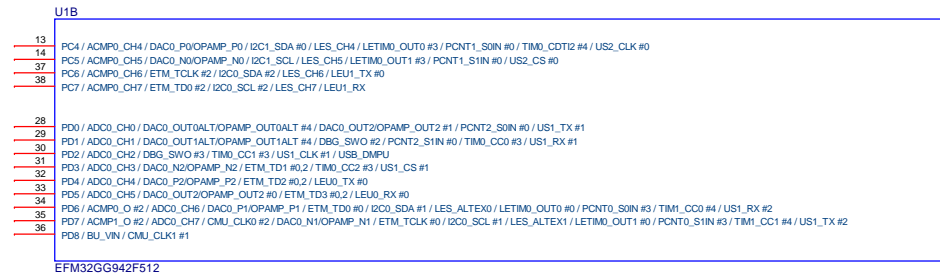 U1B
13 PC4 / ACMP0_CH4 / DAC0_P0/OPAMP_P0 / I2C1_SDA #0 / LES_CH4 / LETIM0_OUT0 #3 / PCNT1_S0IN #0 / TIM0_CDTI2 #4 / US2_CLK #0
14 PC5 / ACMP0_CH5 / DAC0_N0/OPAMP_N0 / I2C1_SCL / LES_CH5 / LETIM0_OUT1 #3 / PCNT1_S1IN #0 / US2_CS #0
37 PC6 / ACMP0_CH6 / ETM_TCLK #2 / I2C0_SDA #2 / LES_CH6 / LEU1_TX #0
38 PC7 / ACMP0_CH7 / ETM_TD0 #2 / I2C0_SCL #2 / LES_CH7 / LEU1_RX
28 PD0 / ADC0_CH0 / DAC0_OUT0ALT/OPAMP_OUT0ALT #4 / DAC0_OUT2/OPAMP_OUT2 #1 / PCNT2_S0IN #0 / US1_TX #1
29 PD1 / ADC0_CH1 / DAC0_OUT1ALT/OPAMP_OUT1ALT #4 / DBG_SWO #2 / PCNT2_S1IN #0 / TIM0_CC0 #3 / US1_RX #1
30 PD2 / ADC0_CH2 / DBG_SWO #3 / TIM0_CC1 #3 / US1_CLK #1 / USB_DMPU
31 PD3 / ADC0_CH3 / DAC0_N2/OPAMP_N2 / ETM_TD1 #0,2 / TIM0_CC2 #3 / US1_CS #1
32 PD4 / ADC0_CH4 / DAC0_P2/OPAMP_P2 / ETM_TD2 #0,2 / LEU0_TX #0
33 PD5 / ADC0_CH5 / DAC0_OUT2/OPAMP_OUT2 #0 / ETM_TD3 #0,2 / LEU0_RX #0
34 PD6 / ACMP0_O #2 / ADC0_CH6 / DAC0_P1/OPAMP_P1 / ETM_TD0 #0 / I2C0_SDA #1 / LES_ALTEX0 / LETIM0_OUT0 #0 / PCNT0_S0IN #3 / TIM1_CC0 #4 / US1_RX #2
35 PD7 / ACMP1_O #2 / ADC0_CH7 / CMU_CLK0 #2 / DAC0_N1/OPAMP_N1 / ETM_TCLK #0 / I2C0_SCL #1 / LES_ALTEX1 / LETIM0_OUT1 #0 / PCNT0_S1IN #3 / TIM1_CC1 #4 / US1_TX #2
36 PD8 / BU_VIN / CMU_CLK1 #1
EFM32GG942F512